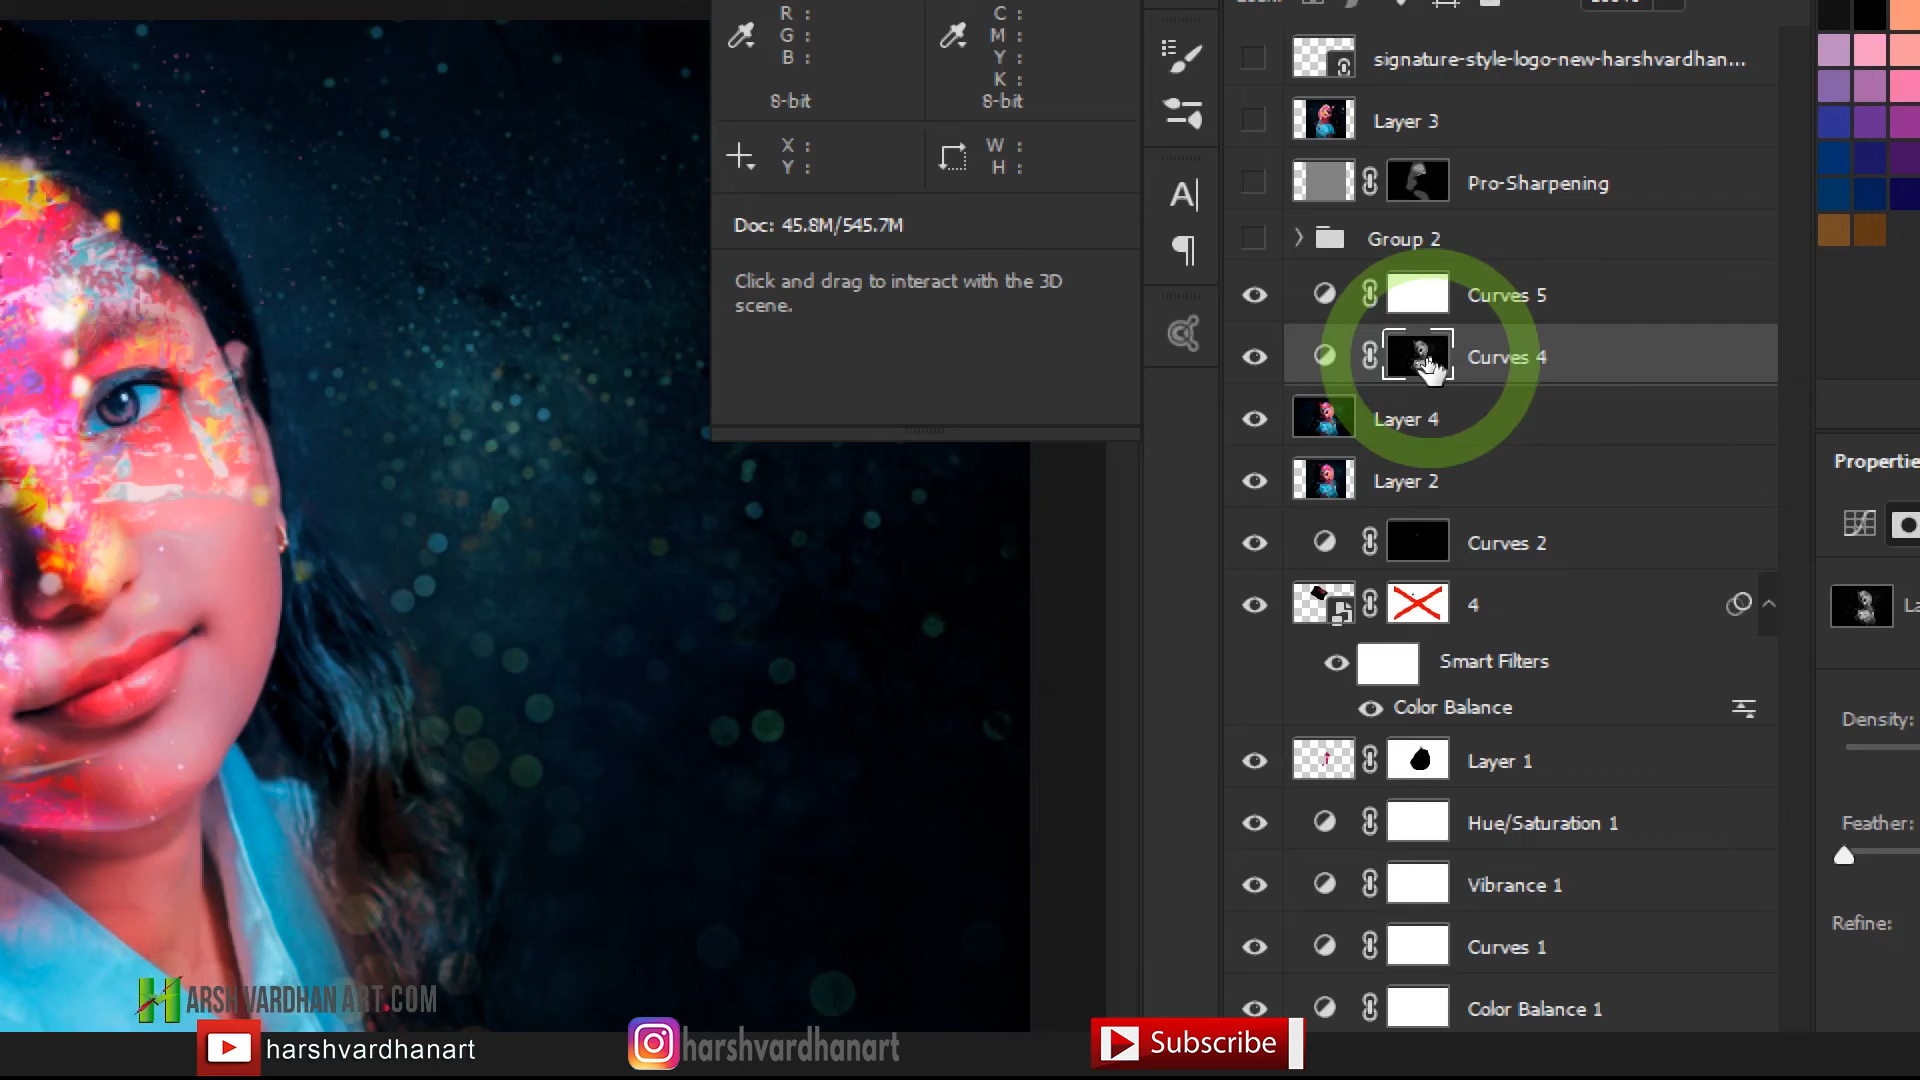 R :
G :
B :
8-bit
C :
M :
Y :
K :
8-bit
X :
Y :
W :
H :
Doc: 45.8M/545.7M
Click and drag to interact with the 3D
scene.
A
signature-style-logo-new-harshvardhan...
Layer 3
Pro-Sharpening
Group 2
Curves 5
Curves 4
Layer 4
Layer 2
Curves 2
4
Smart Filters
Color Balance
Layer 1
Hue/Saturation 1
Vibrance 1
Curves 1
Color Balance 1
Propertie
La
Density:
Feather:
Refine:
HARSHVARDHAN ART.COM
harshvardhanart
harshvardhanart
Subscribe